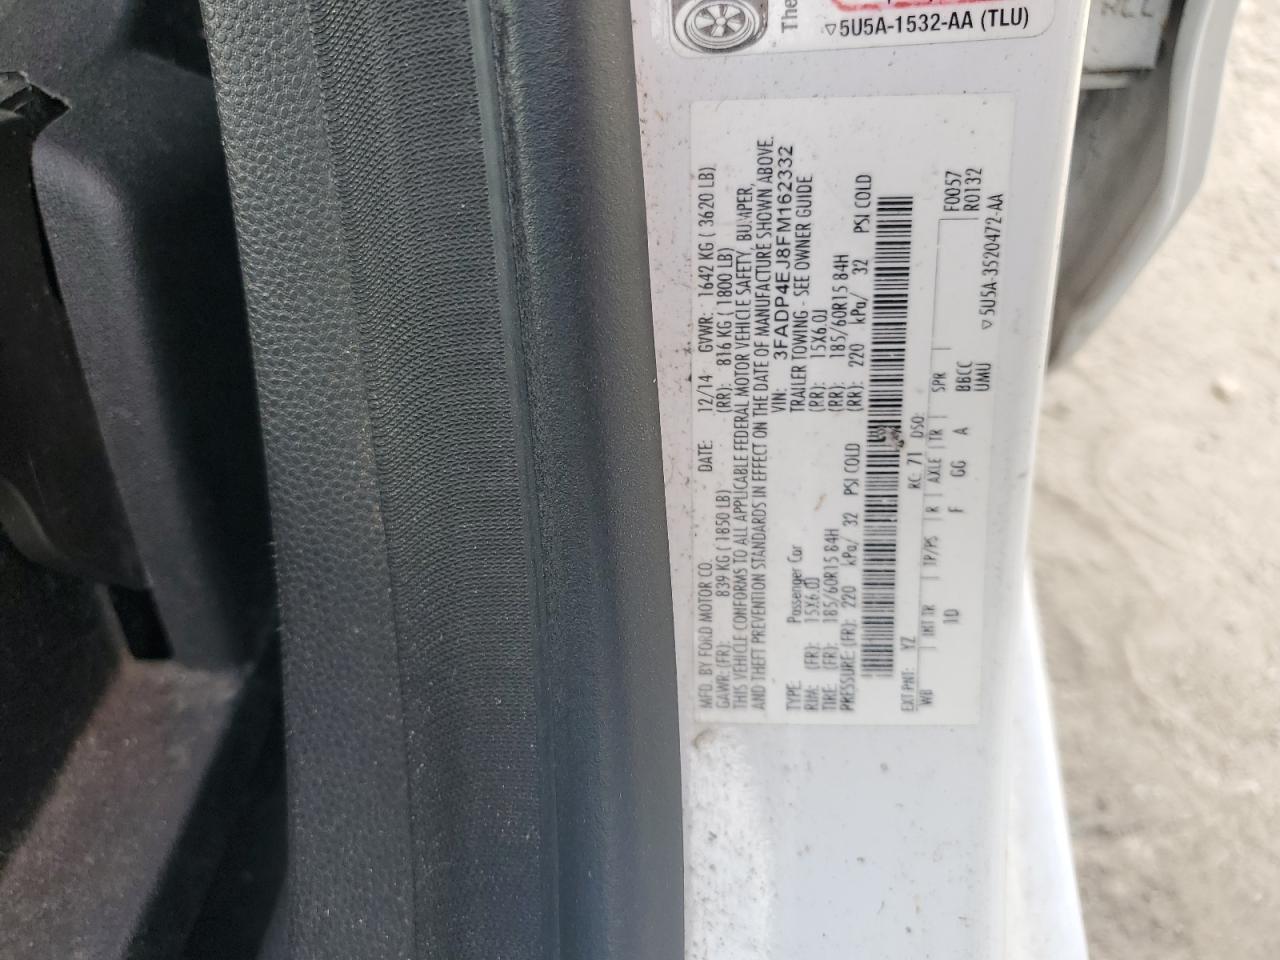 The
▽5U5A-1532-AA (TLU)
MFD. BY FORD MOTOR CO.
DATE: 12/14 GVWR: 1642 KG ( 3620 LB)
GAWR: (FR): 839 KG ( 1850 LB) (RR): 816 KG ( 1800 LB)
THIS VEHICLE CONFORMS TO ALL APPLICABLE FEDERAL MOTOR VEHICLE SAFETY, BUMPER,
AND THEFT PREVENTION STANDARDS IN EFFECT ON THE DATE OF MANUFACTURE SHOWN ABOVE.
VIN: 3FADP4EJ8FM162332
TYPE: Passenger Car TRAILER TOWING - SEE OWNER GUIDE
RIM: (FR): 15X6.0J (RR): 15X6.0J
TIRE: (FR): 185/60R15 84H (RR): 185/60R15 84H
PRESSURE: (FR): 220 kPa/ 32 PSI COLD (RR): 220 kPa/ 32 PSI COLD
EXT PNT: YZ RC: 71 DSO: F0057
WB INT TR TP/PS R AXLE TR SPR R0132
1D F GG A BBCC
UMU ▽5U5A-3520472-AA